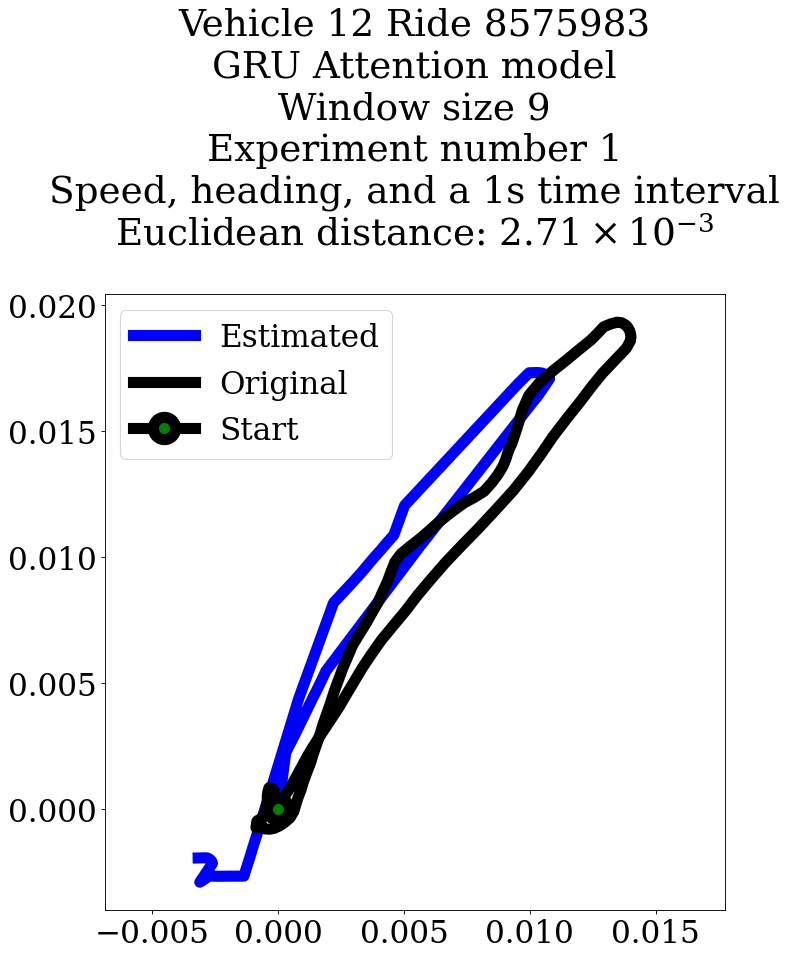 Vehicle 12 Ride 8575983
GRU Attention model
Window size 9
Experiment number 1
Speed, heading, and a 1s time interval
Euclidean distance: 2.71 × 10⁻³
Estimated
Original
Start
0.020
0.015
0.010
0.005
0.000
−0.005 0.000 0.005 0.010 0.015